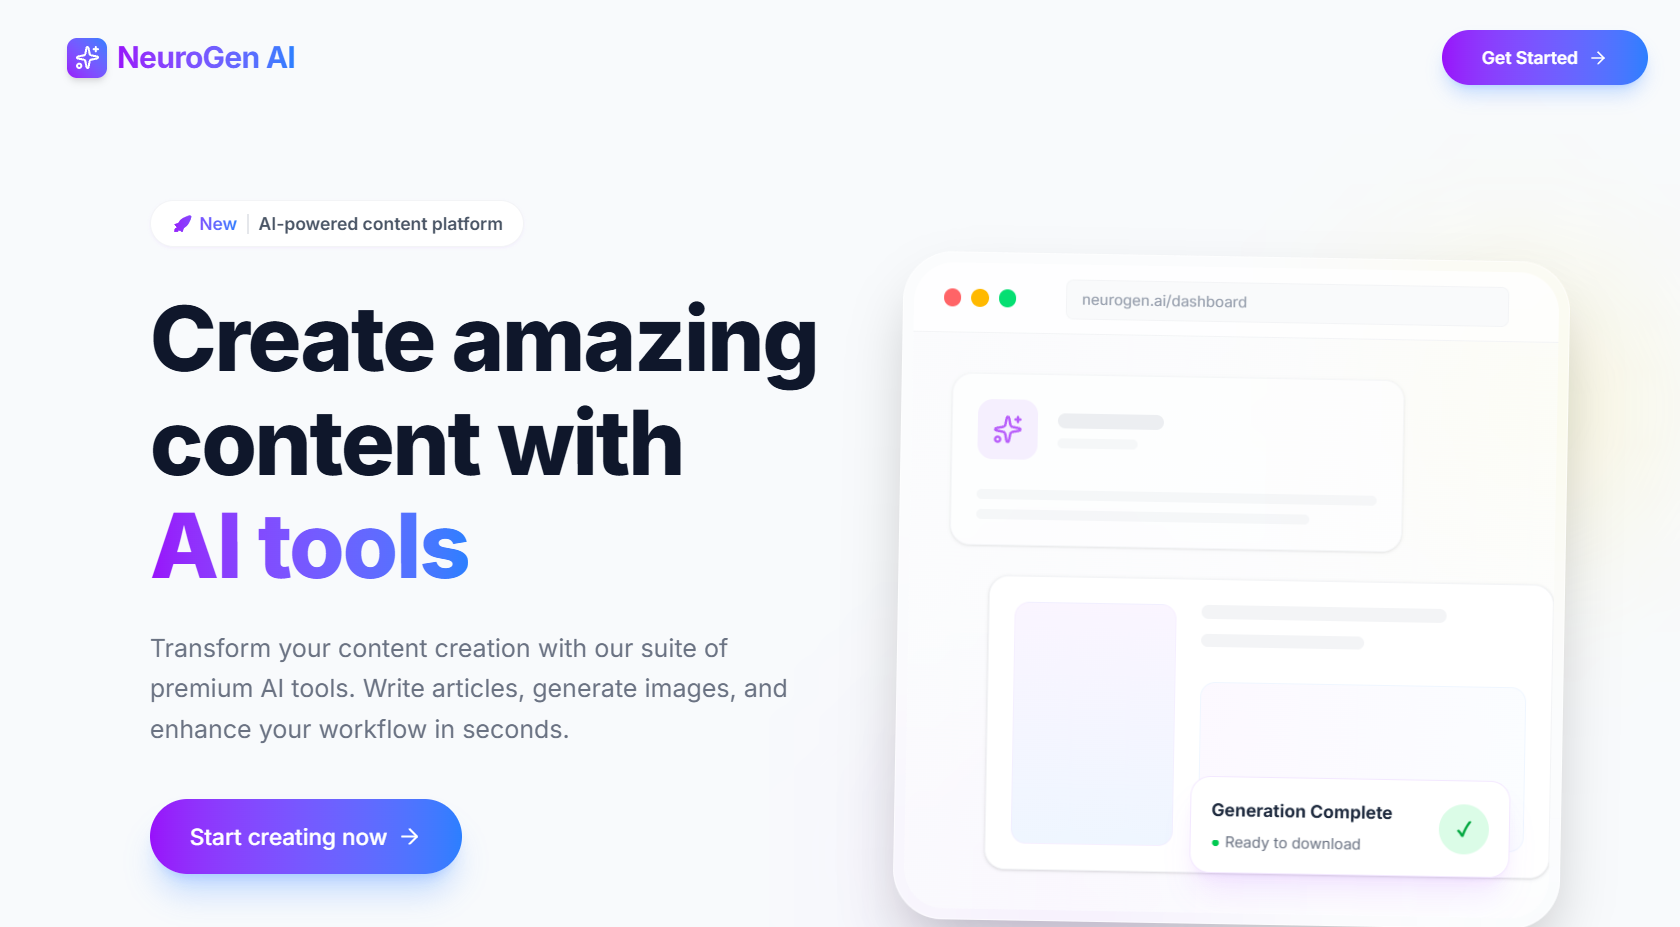 NeuroGen AI
Get Started
New
AI-powered content platform
Create amazing
content with
AI tools
Transform your content creation with our suite of
premium AI tools. Write articles, generate images, and
enhance your workflow in seconds.
Start creating now
neurogen.ai/dashboard
Generation Complete
Ready to download